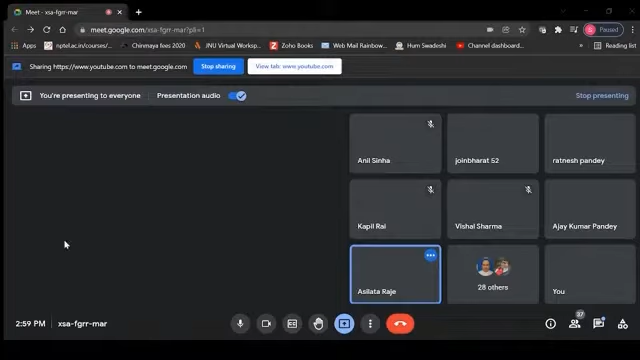 Meet - xsa-fgrr-mar
meet.google.com/xsa-fgrr-mar?pli=1
Paused
Apps
nptel.ac.in/courses/...
Chinmaya fees 2020
JNU Virtual Worksp...
Zoho Books
Web Mail Rainbow...
Hum Swadeshi
Channel dashboard...
Sharing https://www.youtube.com to meet.google.com
Stop sharing
View tab: www.youtube.com
You're presenting to everyone
Presentation audio
Stop presenting
Anil Sinha
joinbharat 52
ratnesh pandey
Kapil Rai
Vishal Sharma
Ajay Kumar Pandey
Asilata Raje
28 others
You
2:59 PM
xsa-fgrr-mar
37